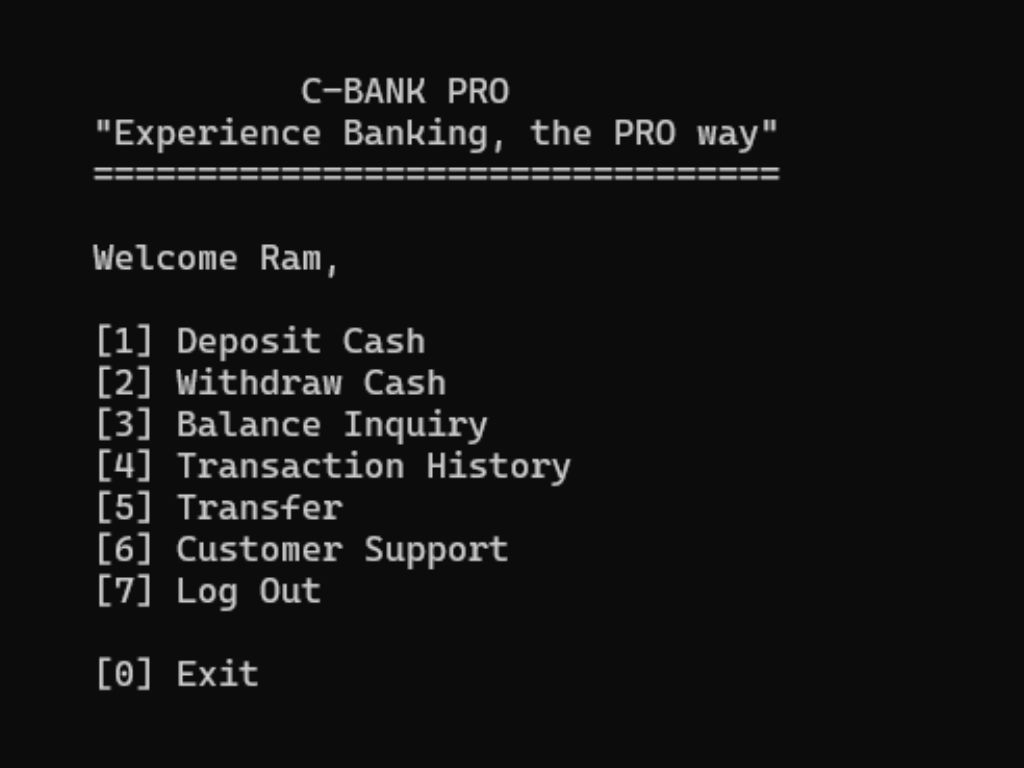 C-BANK PRO
"Experience Banking, the PRO way"
=================================
Welcome Ram,
[1] Deposit Cash
[2] Withdraw Cash
[3] Balance Inquiry
[4] Transaction History
[5] Transfer
[6] Customer Support
[7] Log Out
[0] Exit